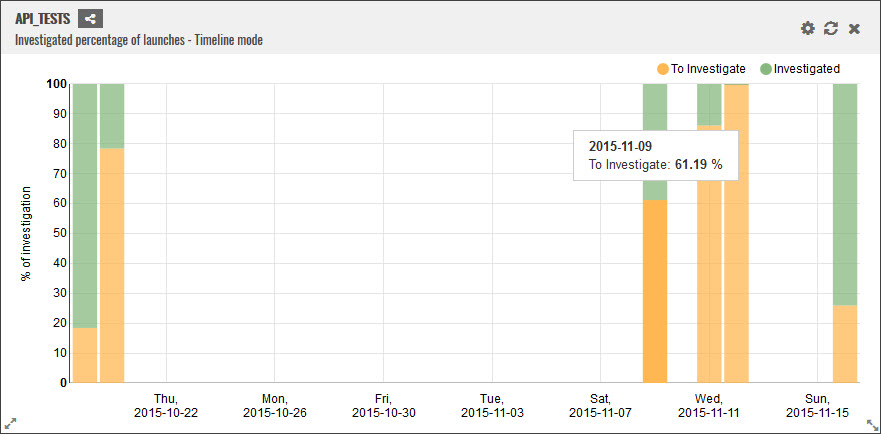 API_TESTS
Investigated percentage of launches - Timeline mode
To Investigate
Investigated
100
90
80
70
60
50
40
30
20
10
0
% of investigation
2015-11-09
To Investigate: 61.19 %
Thu,
2015-10-22
Mon,
2015-10-26
Fri,
2015-10-30
Tue,
2015-11-03
Sat,
2015-11-07
Wed,
2015-11-11
Sun,
2015-11-15